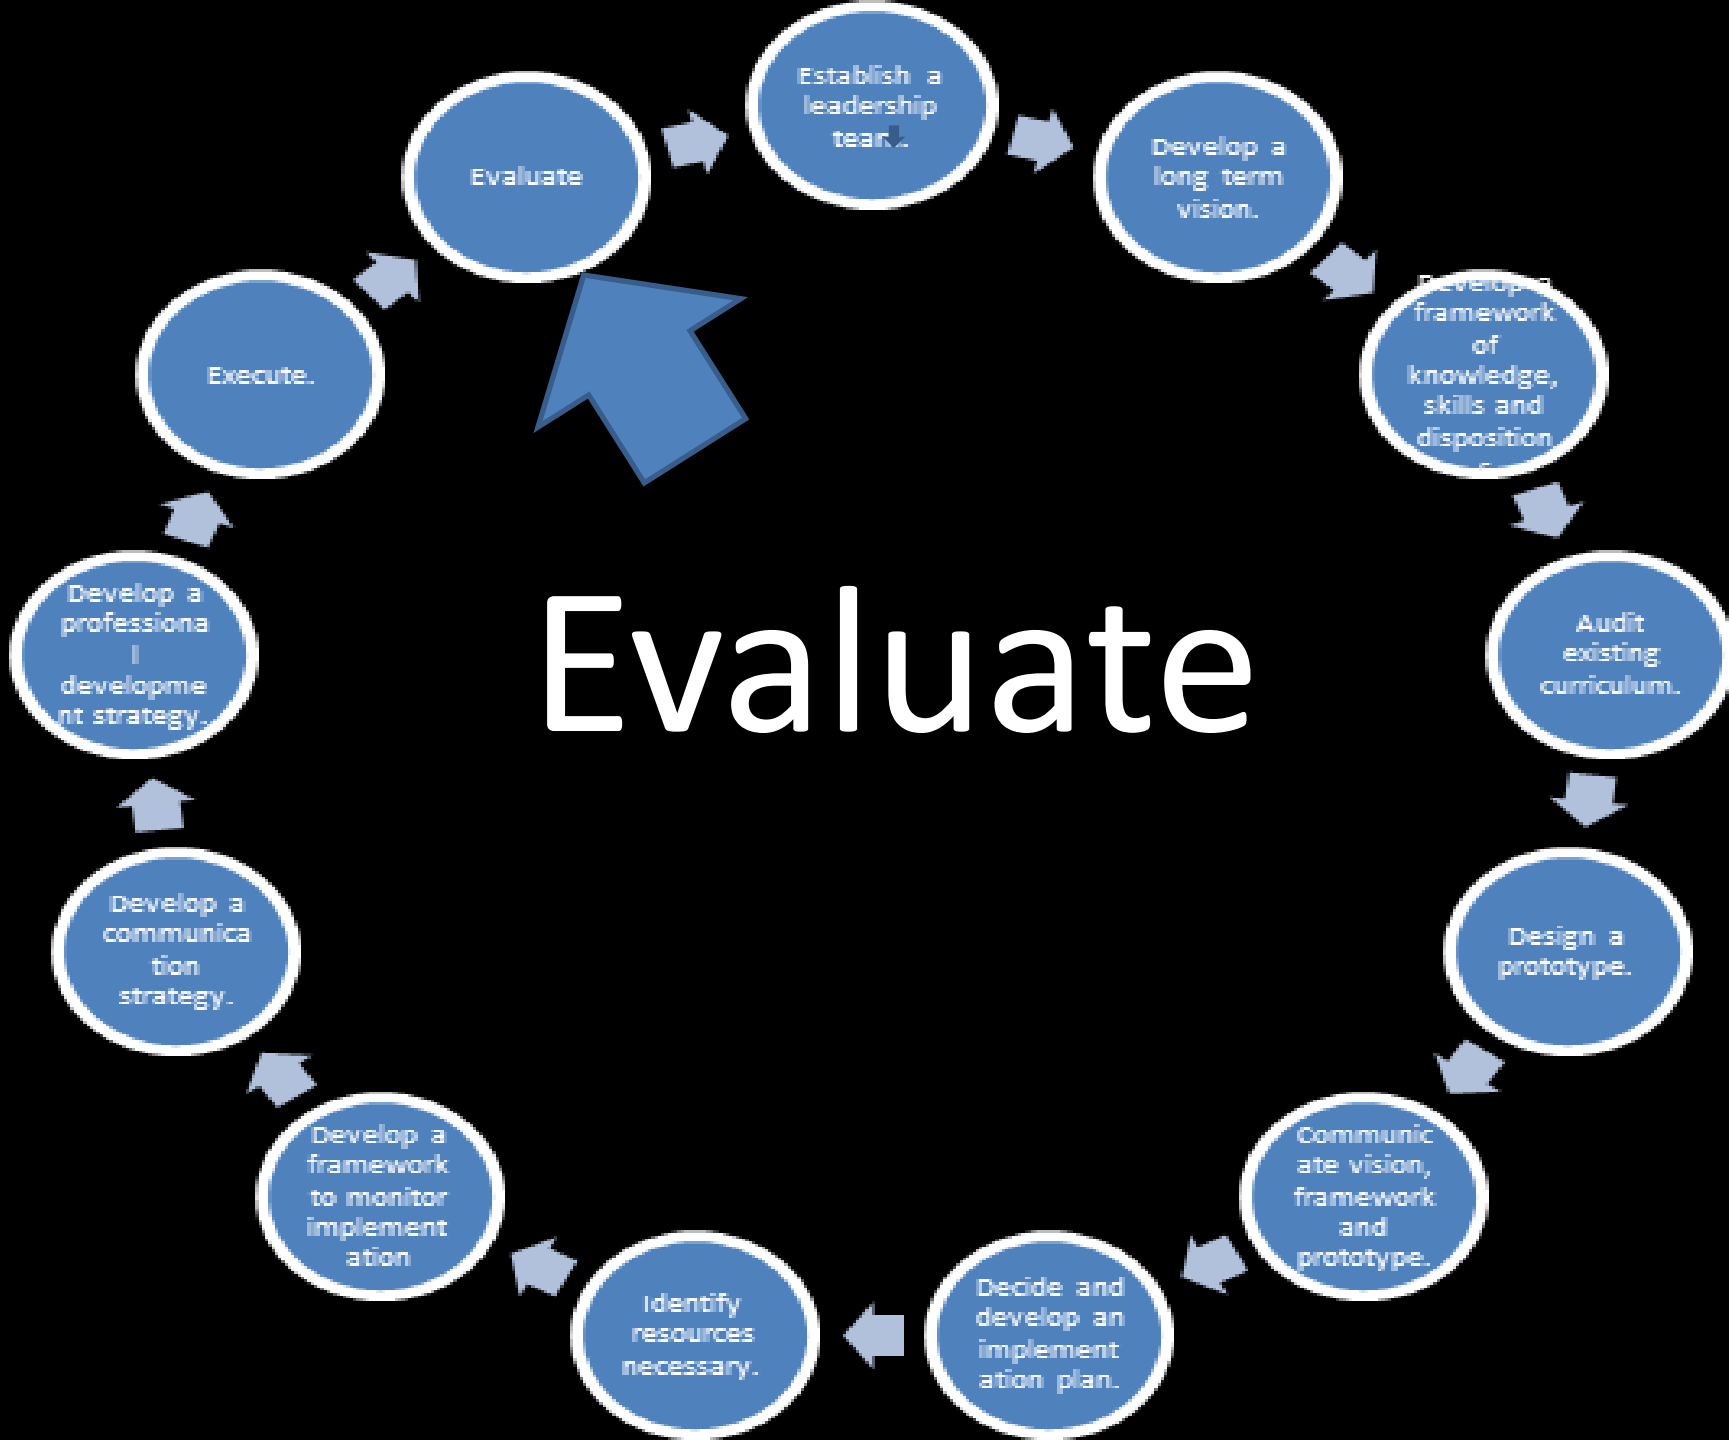 Establish a
leadership
team.
Develop a
long term
vision.
Develop a
framework
of
knowledge,
skills and
disposition
s
Audit
existing
curriculum.
Design a
prototype.
Communic
ate vision,
framework
and
prototype.
Decide and
develop an
implement
ation plan.
Identify
resources
necessary.
Develop a
framework
to monitor
implement
ation
Develop a
communica
tion
strategy.
Develop a
professiona
l
developme
nt strategy.
Execute.
Evaluate
Evaluate